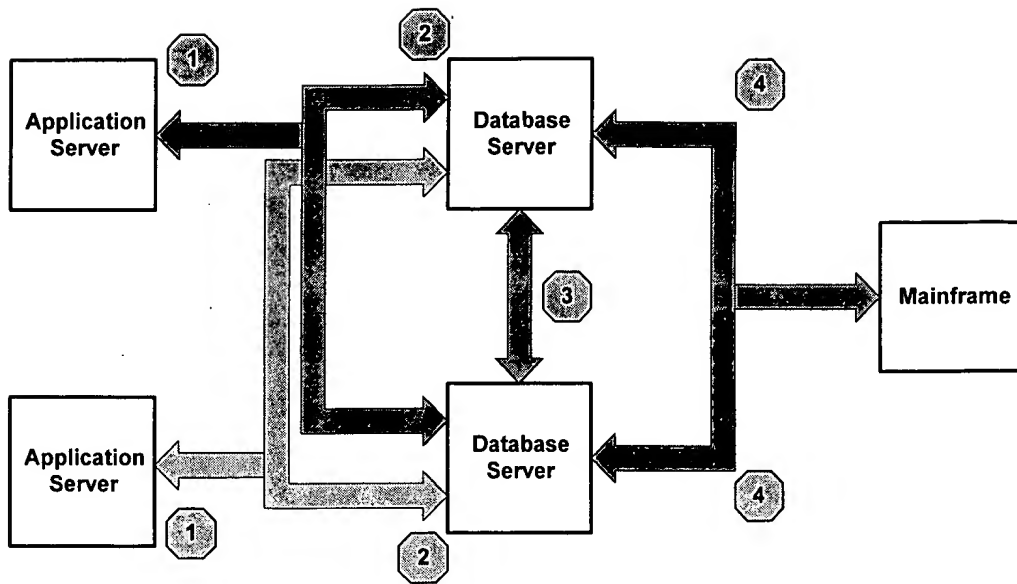 1
2
4
Application
Server
Database
Server
3
Mainframe
Application
Server
Database
Server
1
2
4